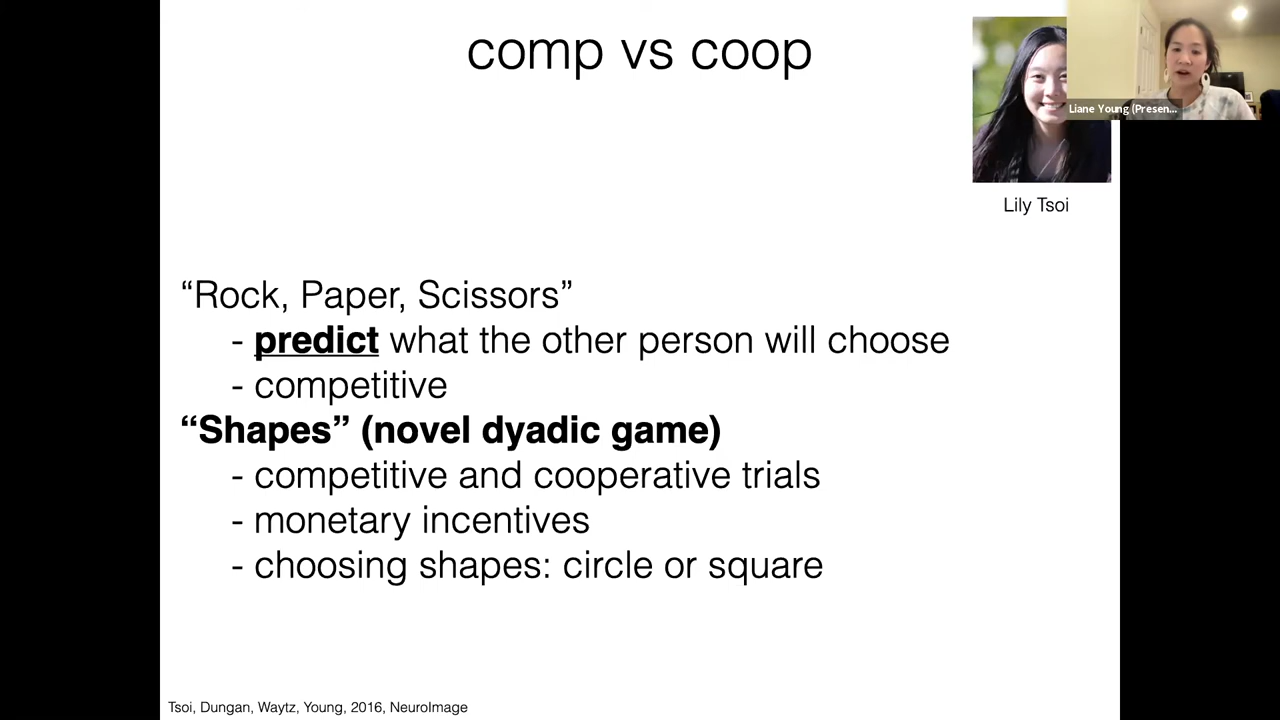 comp vs coop
Liane Young (Presen...
Lily Tsoi
“Rock, Paper, Scissors”
- predict what the other person will choose
- competitive
“Shapes” (novel dyadic game)
- competitive and cooperative trials
- monetary incentives
- choosing shapes: circle or square
Tsoi, Dungan, Waytz, Young, 2016, NeuroImage